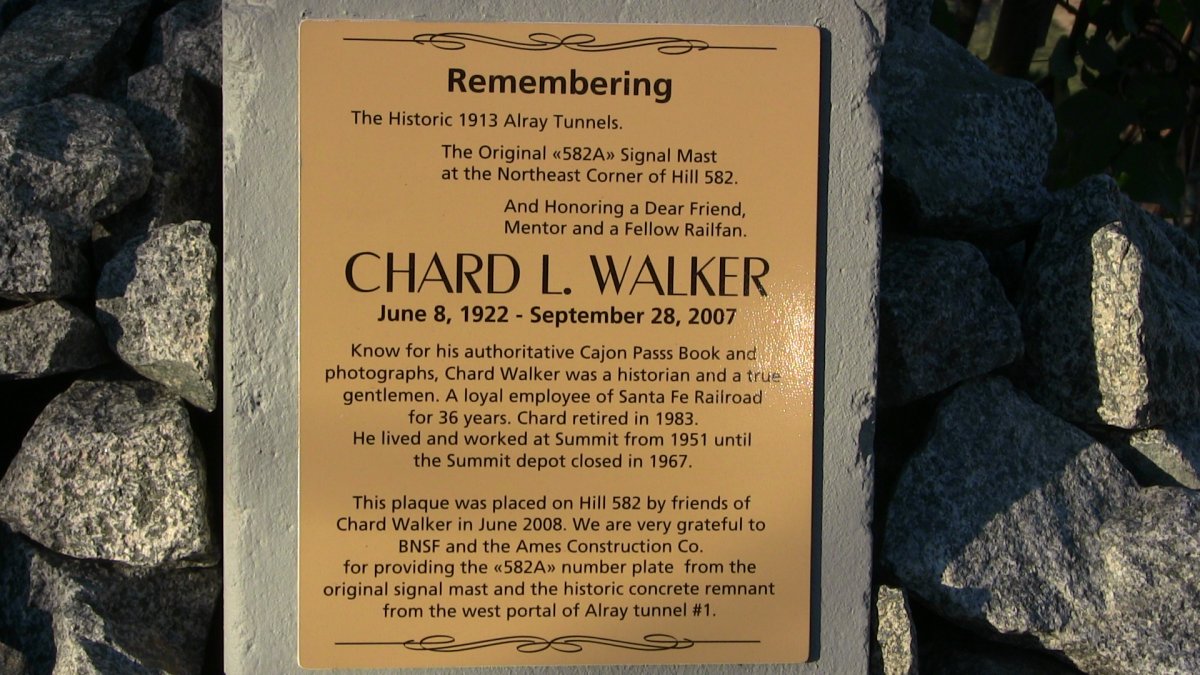 Remembering
The Historic 1913 Alray Tunnels.
The Original «582A» Signal Mast
at the Northeast Corner of Hill 582.
And Honoring a Dear Friend,
Mentor and a Fellow Railfan.
CHARD L. WALKER
June 8, 1922 - September 28, 2007
Know for his authoritative Cajon Passs Book and
photographs, Chard Walker was a historian and a true
gentlemen. A loyal employee of Santa Fe Railroad
for 36 years. Chard retired in 1983.
He lived and worked at Summit from 1951 until
the Summit depot closed in 1967.
This plaque was placed on Hill 582 by friends of
Chard Walker in June 2008. We are very grateful to
BNSF and the Ames Construction Co.
for providing the «582A» number plate from the
original signal mast and the historic concrete remnant
from the west portal of Alray tunnel #1.